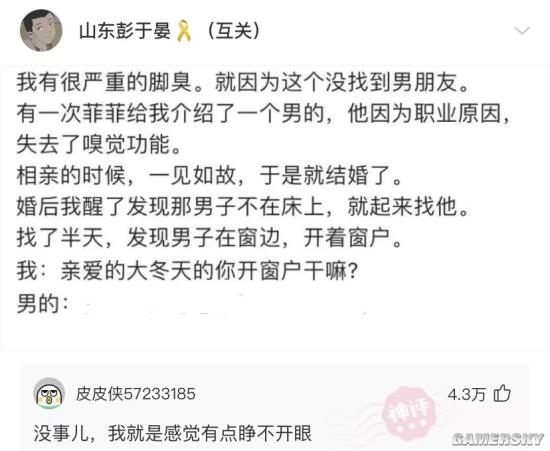 山东彭于晏🎗️（互关）
我有很严重的脚臭。就因为这个没找到男朋友。
有一次菲菲给我介绍了一个男的，他因为职业原因，
失去了嗅觉功能。
相亲的时候，一见如故，于是就结婚了。
婚后我醒了发现那男子不在床上，就起来找他。
找了半天，发现男子在窗边，开着窗户。
我：亲爱的大冬天的你开窗户干嘛？
男的：
皮皮侠57233185
4.3万
神评
没事儿，我就是感觉有点睁不开眼
GAMERSKY